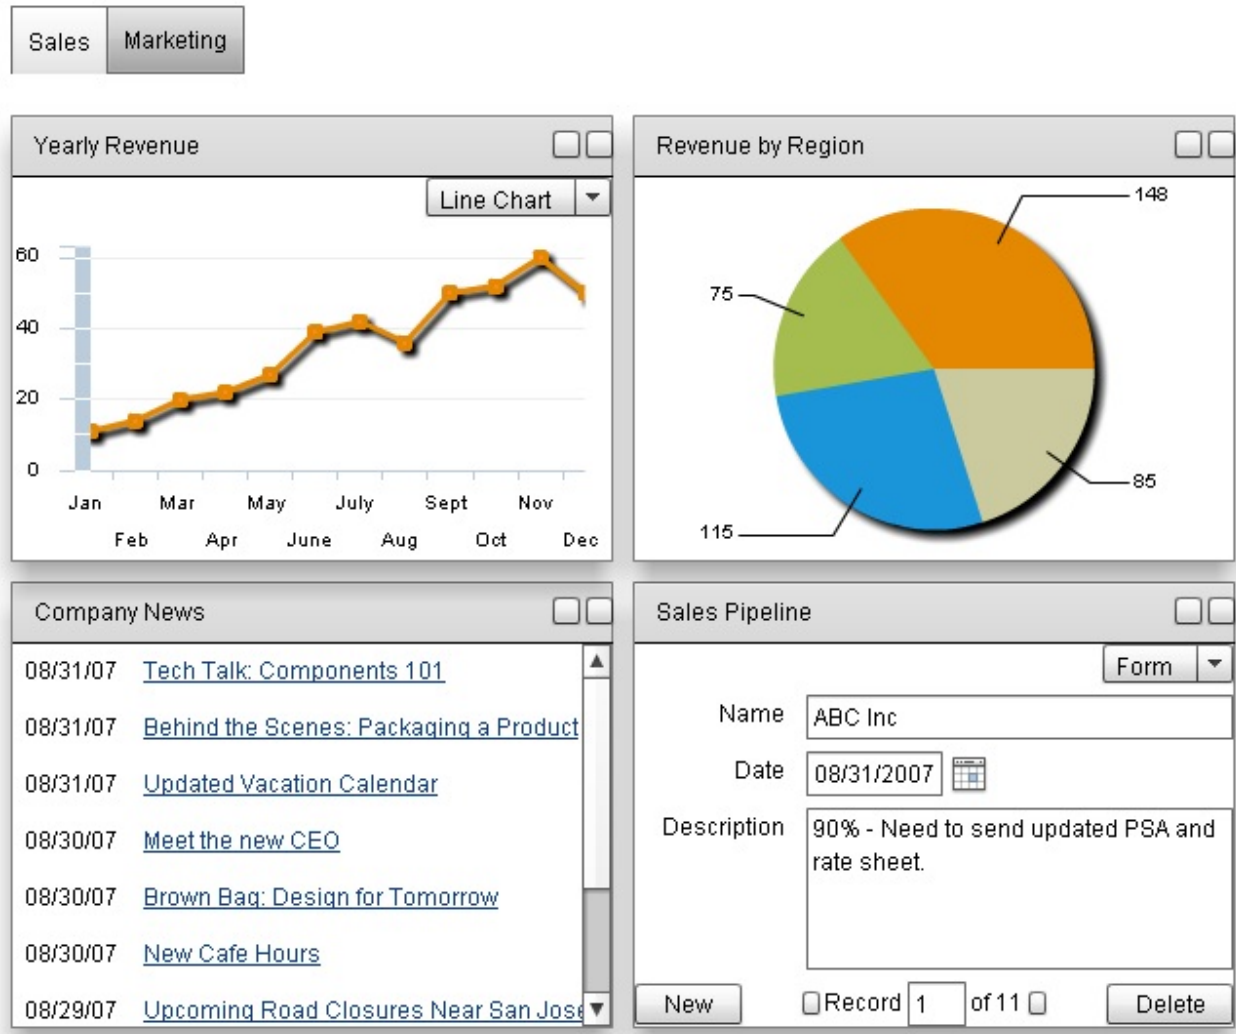 Sales Marketing
Yearly Revenue
Line Chart
60
40
20
0
Jan Mar May July Sept Nov
Feb Apr June Aug Oct Dec
Revenue by Region
148
75
85
115
Company News
08/31/07 Tech Talk: Components 101
08/31/07 Behind the Scenes: Packaging a Product
08/31/07 Updated Vacation Calendar
08/30/07 Meet the new CEO
08/30/07 Brown Bag: Design for Tomorrow
08/30/07 New Cafe Hours
08/29/07 Upcoming Road Closures Near San Jose
Sales Pipeline
Form
Name ABC Inc
Date 08/31/2007
Description 90% - Need to send updated PSA and
rate sheet.
New Record 1 of 11 Delete